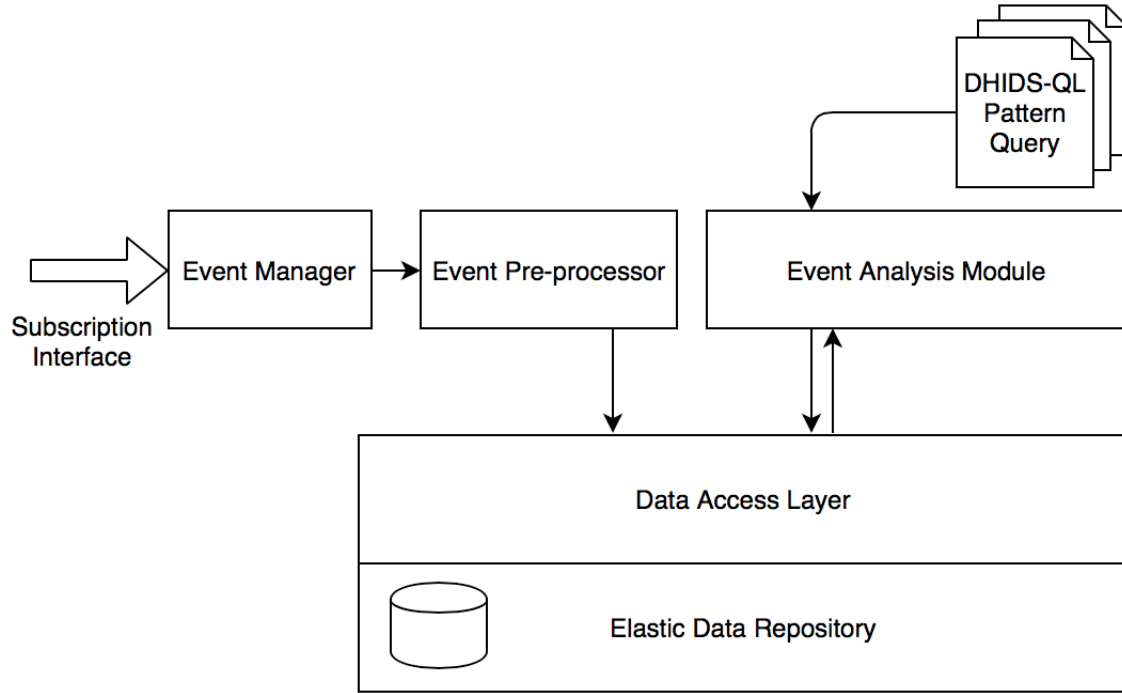 DHIDS-QL
Pattern
Query
Event Manager
Event Pre-processor
Event Analysis Module
Subscription
Interface
Data Access Layer
Elastic Data Repository